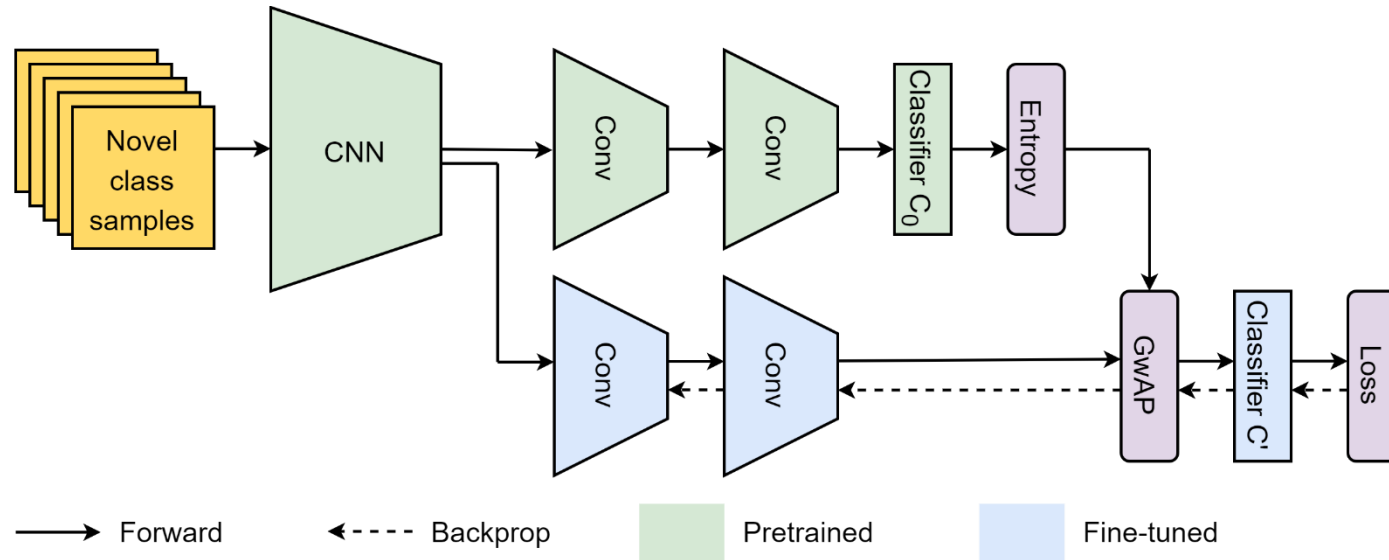 Novel
class
samples
CNN
Conv
Conv
Classifier C₀
Entropy
Conv
Conv
GwAP
Classifier C'
Loss
Forward
Backprop
Pretrained
Fine-tuned